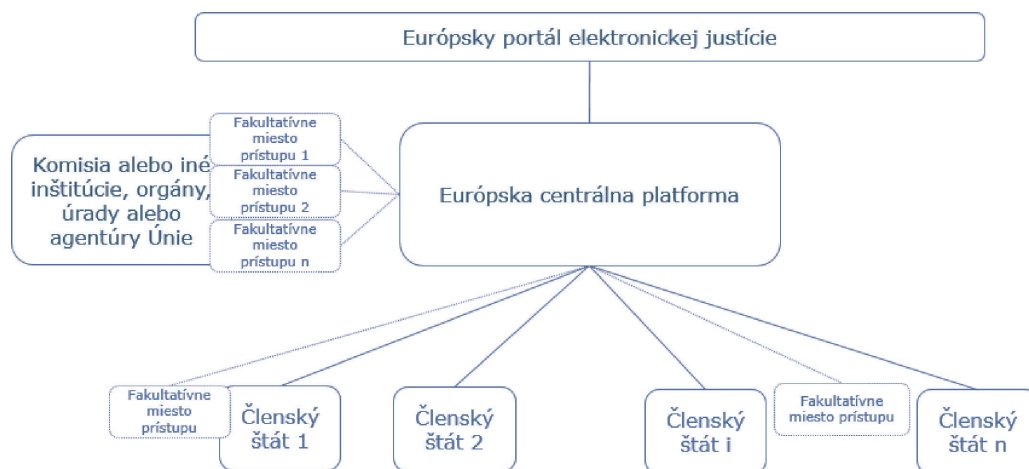 Európsky portál elektronickej justície
Komisia alebo iné
inštitúcie, orgány,
úrady alebo
agentúry Únie
Fakultatívne
miesto
prístupu 1
Fakultatívne
miesto
prístupu 2
Fakultatívne
miesto
prístupu n
Európska centrálna platforma
Fakultatívne
miesto
prístupu
Členský
štát 1
Členský
štát 2
Členský
štát i
Fakultatívne
miesto prístupu
Členský
štát n